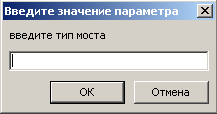 Введите значение параметра
введите тип моста
OK
Отмена